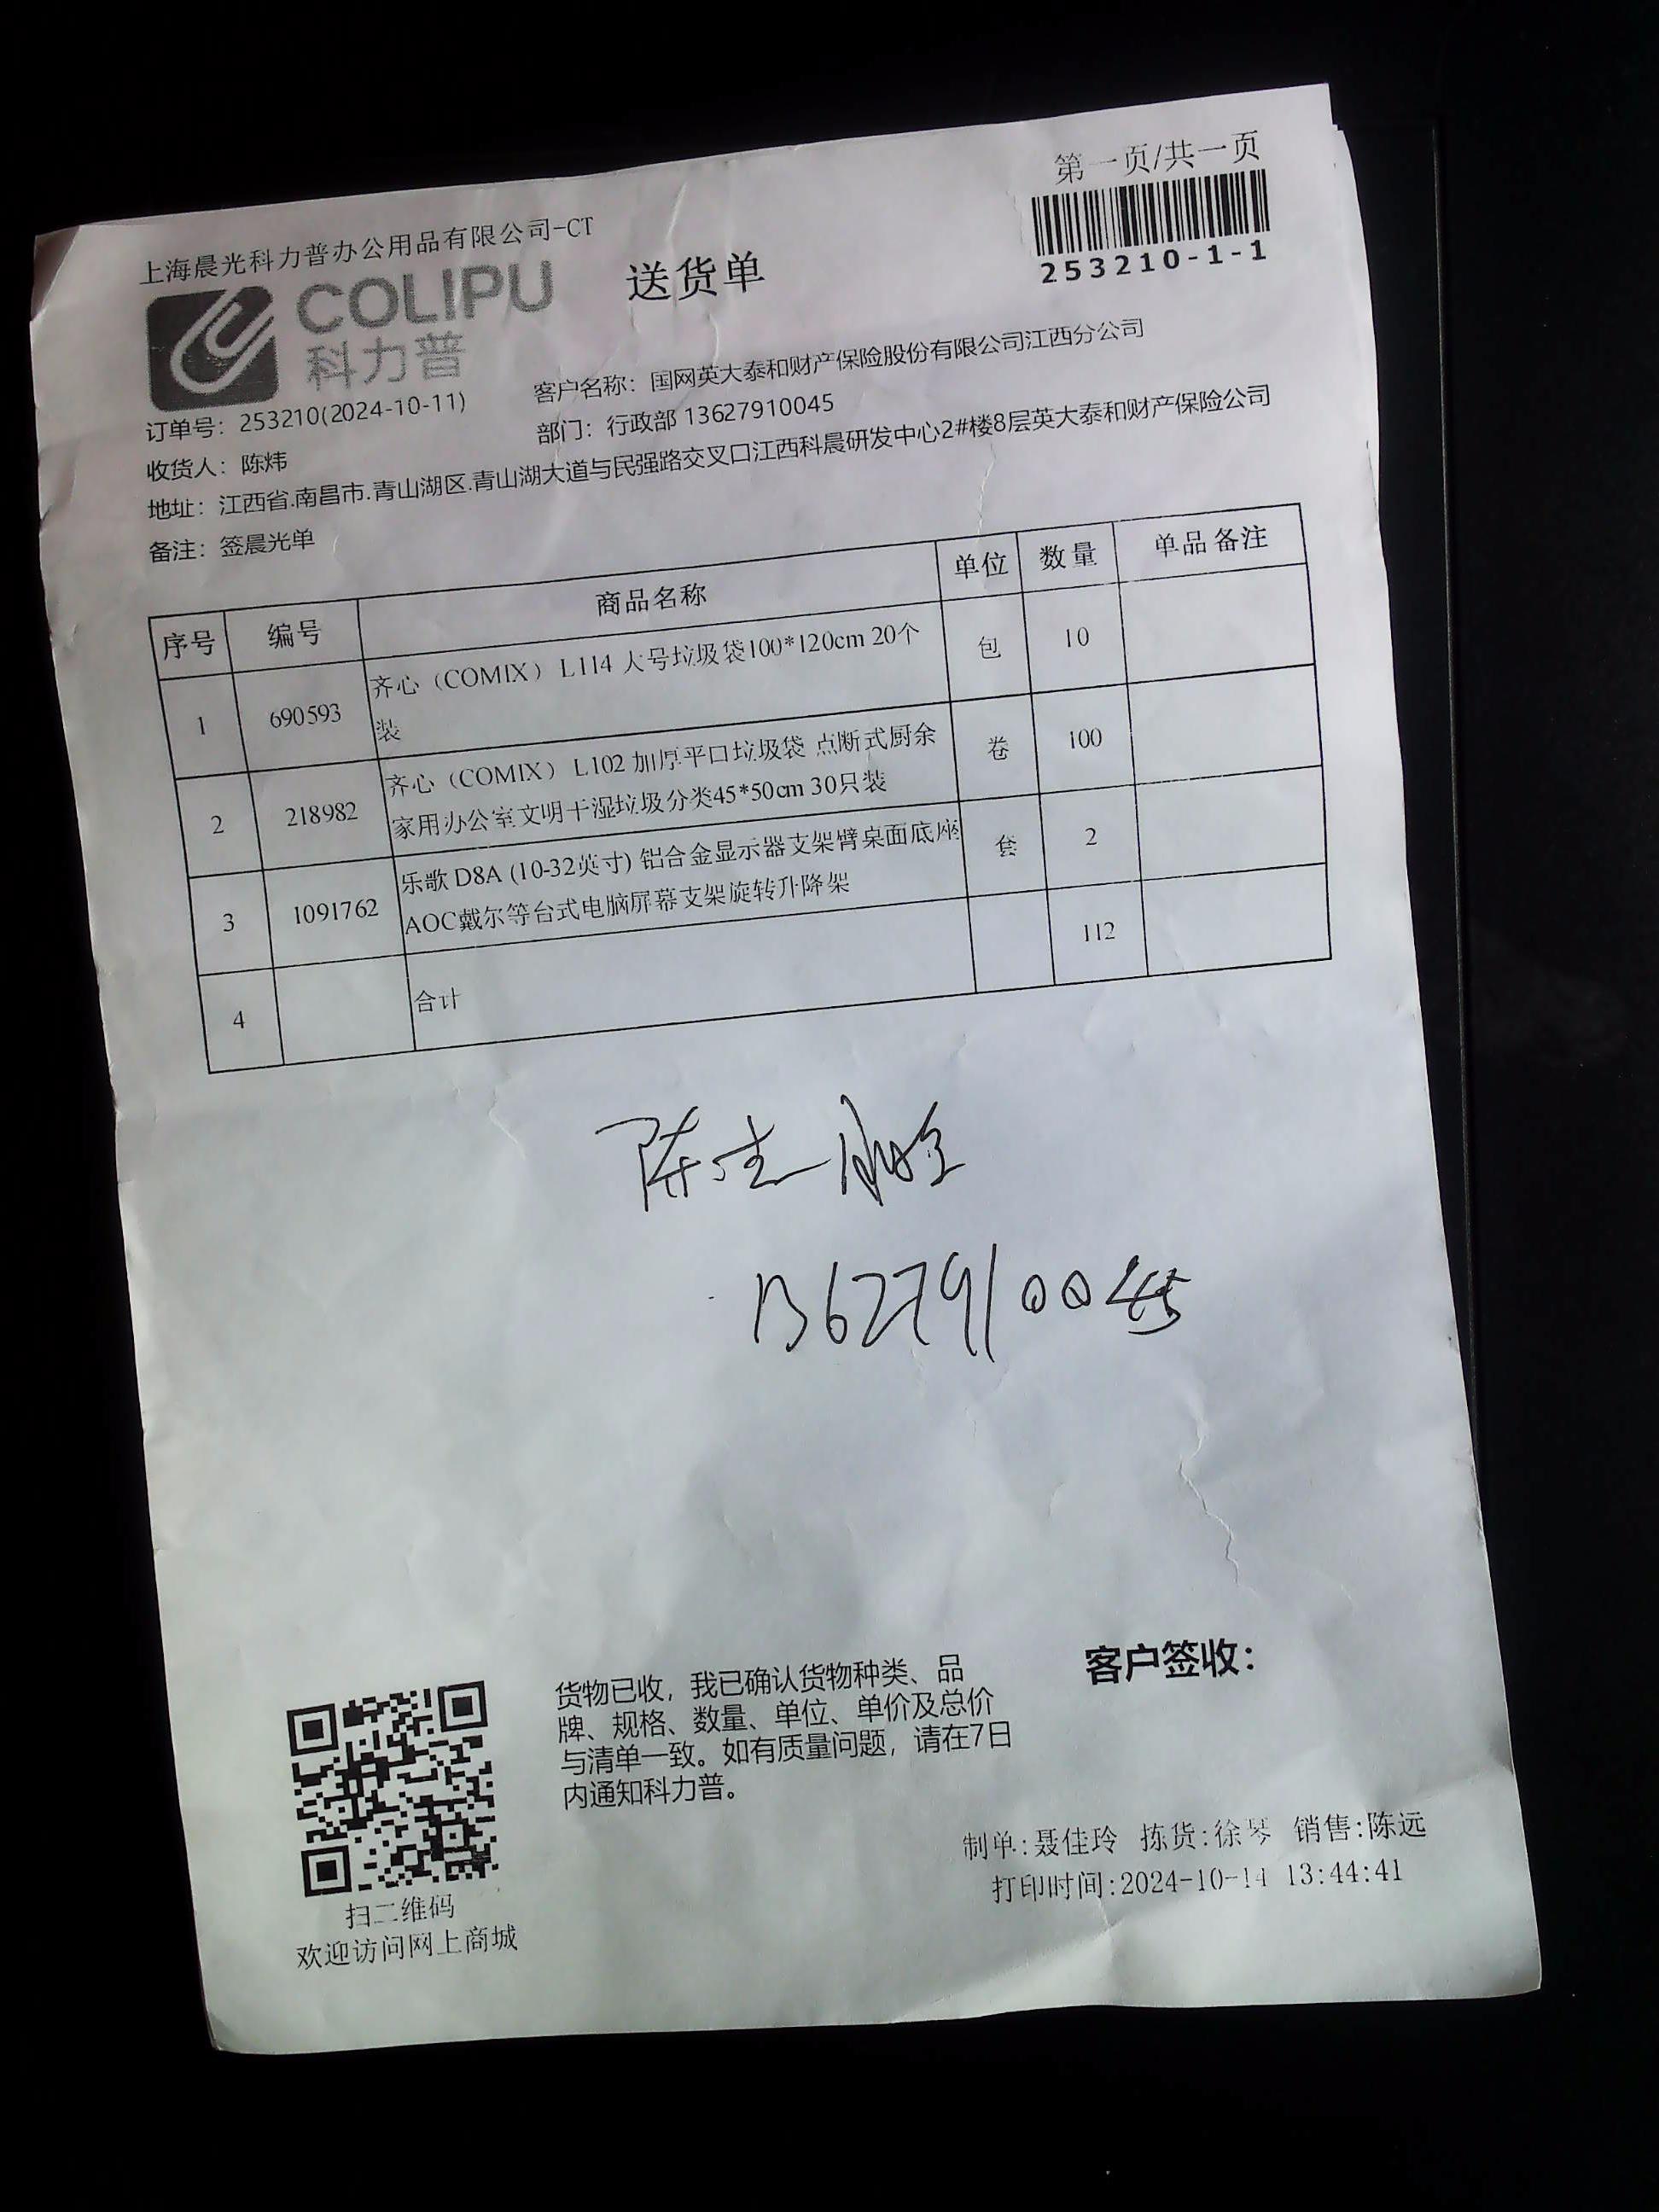 第一页/共一页
253210-1-1
上海晨光科力普办公用品有限公司-CT
COLIPU
科力普
送货单
订单号：253210(2024-10-11)
客户名称：国网英大泰和财产保险股份有限公司江西分公司
收货人：陈炜
部门：行政部 13627910045
地址：江西省.南昌市.青山湖区.青山湖大道与民强路交叉口江西科晨研发中心2#楼8层英大泰和财产保险公司
备注：签晨光单
序号 编号 商品名称 单位 数量 单品备注
1 690593 齐心（COMIX） L114 大号垃圾袋100*120cm 20个 包 10
装
2 218982 齐心（COMIX） L102 加厚平口垃圾袋 点断式厨余 卷 100
家用办公室文明干湿垃圾分类45*50cm 30只装
3 1091762 乐歌 D8A (10-32英寸) 铝合金显示器支架臂桌面底座 套 2
AOC戴尔等台式电脑屏幕支架旋转升降架
4 合计 112
陈
13627910045
客户签收：
货物已收，我已确认货物种类、品
牌、规格、数量、单位、单价及总价
与清单一致。如有质量问题，请在7日
内通知科力普。
扫二维码
欢迎访问网上商城
制单:聂佳玲 拣货:徐琴 销售:陈远
打印时间:2024-10-14 13:44:41